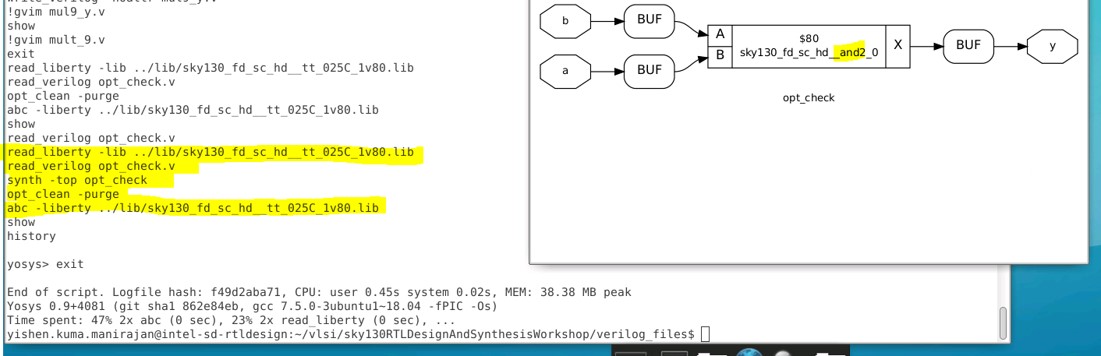 !gvim mul9_y.v
show
!gvim mult_9.v
exit
read_liberty -lib ../lib/sky130_fd_sc_hd__tt_025C_1v80.lib
read_verilog opt_check.v
opt_clean -purge
abc -liberty ../lib/sky130_fd_sc_hd__tt_025C_1v80.lib
show
read_verilog opt_check.v
read_liberty -lib ../lib/sky130_fd_sc_hd__tt_025C_1v80.lib
read_verilog opt_check.v
synth -top opt_check
opt_clean -purge
abc -liberty ../lib/sky130_fd_sc_hd__tt_025C_1v80.lib
show
history
yosys> exit
End of script. Logfile hash: f49d2aba71, CPU: user 0.45s system 0.02s, MEM: 38.38 MB peak
Yosys 0.9+4081 (git sha1 862e84eb, gcc 7.5.0-3ubuntu1~18.04 -fPIC -Os)
Time spent: 47% 2x abc (0 sec), 23% 2x read_liberty (0 sec), ...
yishen.kuma.manirajan@intel-sd-rtldesign:~/vlsi/sky130RTLDesignAndSynthesisWorkshop/verilog_files$
b
BUF
a
BUF
A
B
$80
sky130_fd_sc_hd__and2_0
X
BUF
y
opt_check